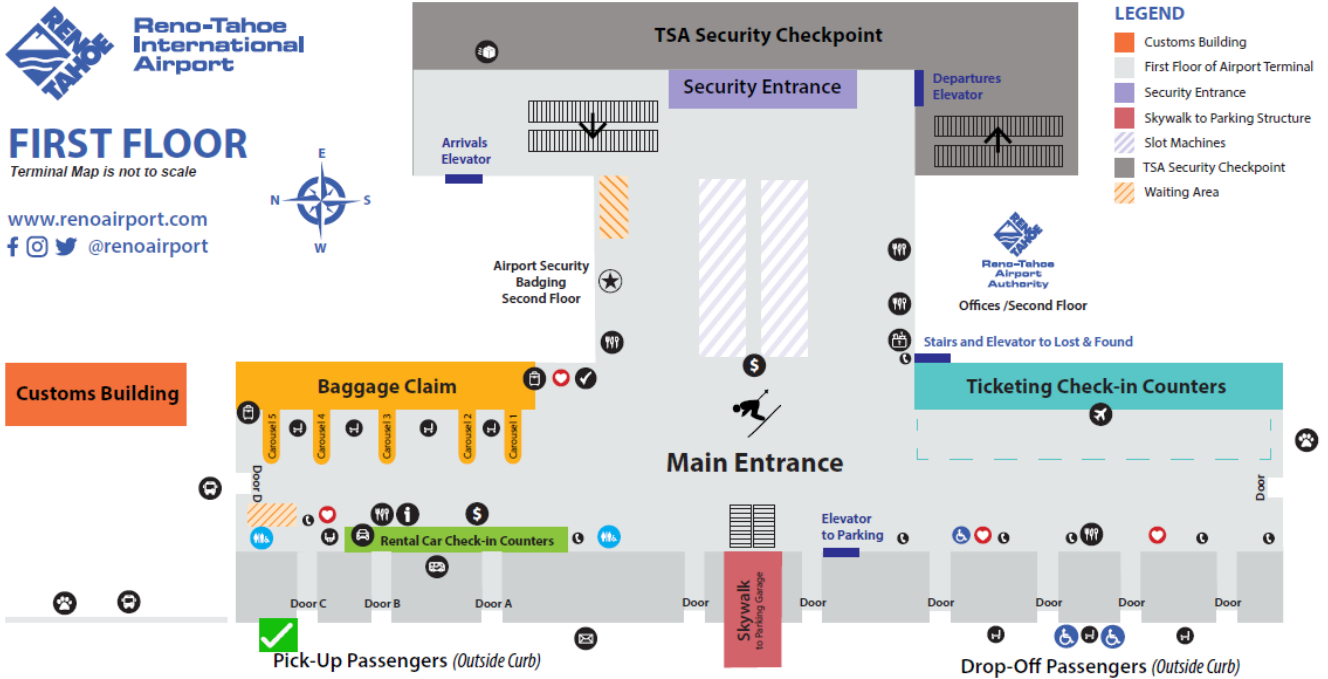 RENO
TAHOE
Reno-Tahoe
International
Airport
FIRST FLOOR
Terminal Map is not to scale
www.renoairport.com
@renoairport
E
N
S
W
TSA Security Checkpoint
Security Entrance
Departures
Elevator
Arrivals
Elevator
LEGEND
Customs Building
First Floor of Airport Terminal
Security Entrance
Skywalk to Parking Structure
Slot Machines
TSA Security Checkpoint
Waiting Area
Airport Security
Badging
Second Floor
RENO
TAHOE
Reno-Tahoe
Airport
Authority
Offices /Second Floor
Stairs and Elevator to Lost & Found
Customs Building
Baggage Claim
$
Ticketing Check-in Counters
Carousel 5
Carousel 4
Carousel 3
Carousel 2
Carousel 1
Main Entrance
Door D
Door
i
$
Rental Car Check-in Counters
Elevator
to Parking
Door C
Door B
Door A
Door
Skywalk
to Parking Garage
Door
Door
Door
Door
Door
Pick-Up Passengers (Outside Curb)
Drop-Off Passengers (Outside Curb)